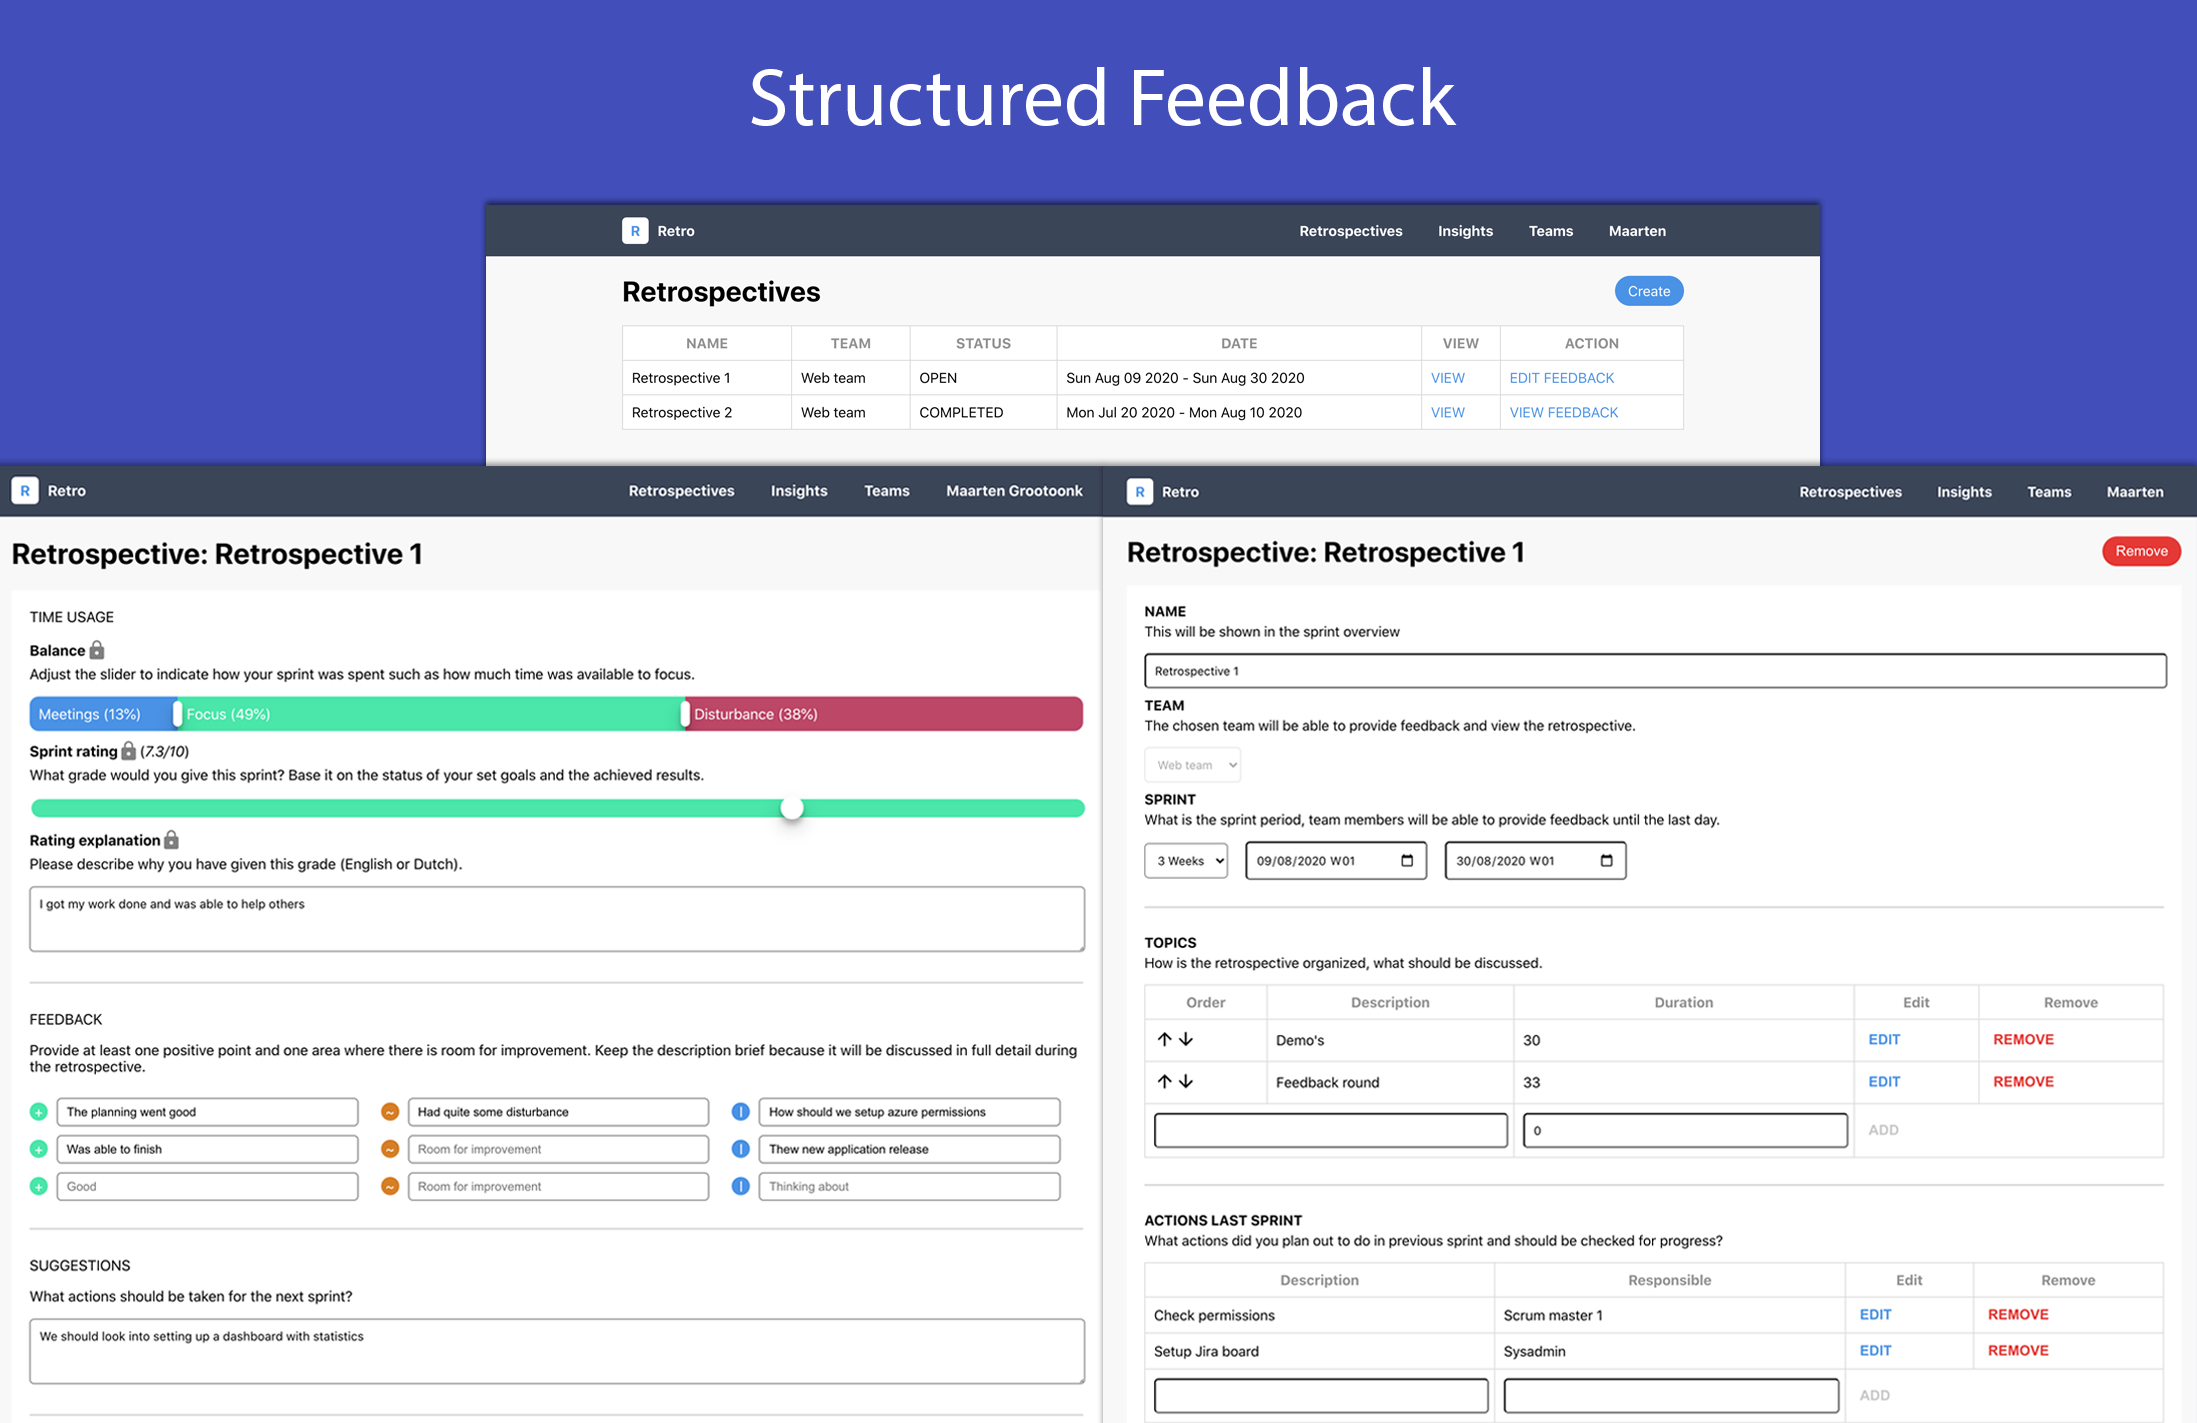 Structured Feedback
R Retro Retrospectives Insights Teams Maarten
Retrospectives Create
NAME TEAM STATUS DATE VIEW ACTION
Retrospective 1 Web team OPEN Sun Aug 09 2020 - Sun Aug 30 2020 VIEW EDIT FEEDBACK
Retrospective 2 Web team COMPLETED Mon Jul 20 2020 - Mon Aug 10 2020 VIEW VIEW FEEDBACK
R Retro Retrospectives Insights Teams Maarten Grootoonk
Retrospective: Retrospective 1
TIME USAGE
Balance
Adjust the slider to indicate how your sprint was spent such as how much time was available to focus.
Meetings (13%) Focus (49%) Disturbance (38%)
Sprint rating (7.3/10)
What grade would you give this sprint? Base it on the status of your set goals and the achieved results.
Rating explanation
Please describe why you have given this grade (English or Dutch).
I got my work done and was able to help others
FEEDBACK
Provide at least one positive point and one area where there is room for improvement. Keep the description brief because it will be discussed in full detail during
the retrospective.
+ The planning went good ~ Had quite some disturbance I How should we setup azure permissions
+ Was able to finish ~ Room for improvement I Thew new application release
+ Good ~ Room for improvement I Thinking about
SUGGESTIONS
What actions should be taken for the next sprint?
We should look into setting up a dashboard with statistics
R Retro Retrospectives Insights Teams Maarten
Retrospective: Retrospective 1 Remove
NAME
This will be shown in the sprint overview
Retrospective 1
TEAM
The chosen team will be able to provide feedback and view the retrospective.
Web team
SPRINT
What is the sprint period, team members will be able to provide feedback until the last day.
3 Weeks 09/08/2020 W01 30/08/2020 W01
TOPICS
How is the retrospective organized, what should be discussed.
Order Description Duration Edit Remove
Demo's 30 EDIT REMOVE
Feedback round 33 EDIT REMOVE
0 ADD
ACTIONS LAST SPRINT
What actions did you plan out to do in previous sprint and should be checked for progress?
Description Responsible Edit Remove
Check permissions Scrum master 1 EDIT REMOVE
Setup Jira board Sysadmin EDIT REMOVE
ADD